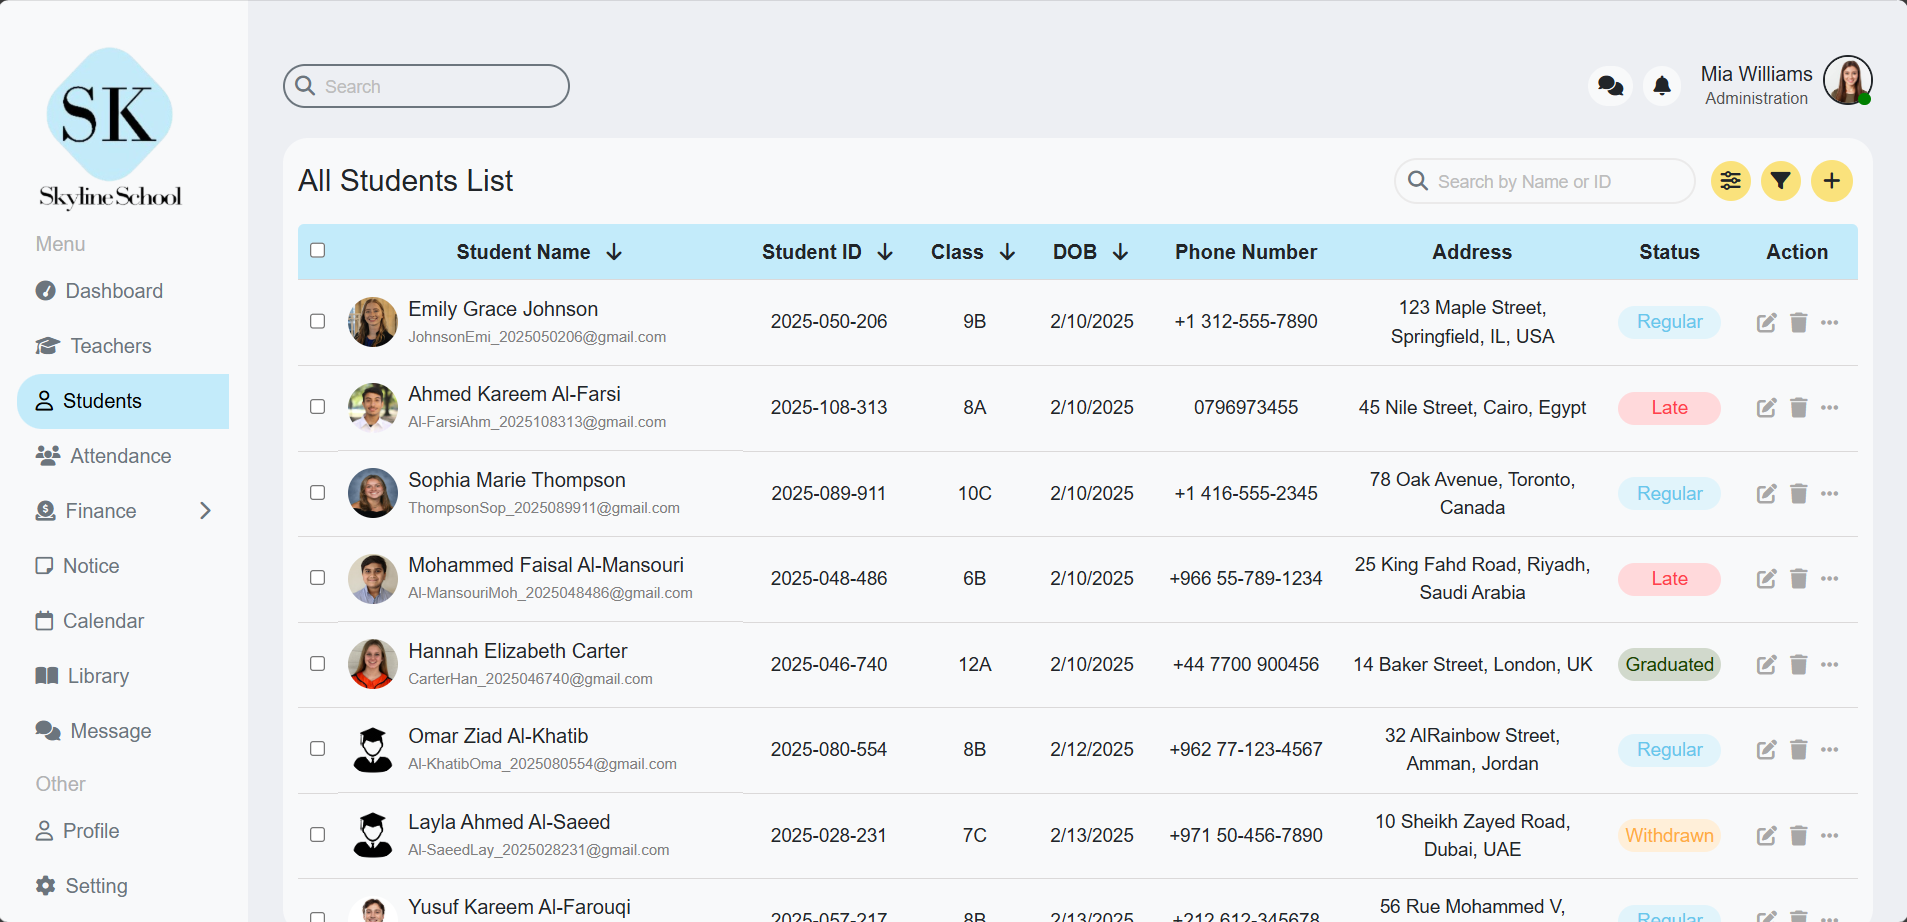 SK
Skyline School
Menu
Dashboard
Teachers
Students
Attendance
Finance
Notice
Calendar
Library
Message
Other
Profile
Setting
Search
Mia Williams
Administration
All Students List
Search by Name or ID
Student Name Student ID Class DOB Phone Number Address Status Action
Emily Grace Johnson
JohnsonEmi_2025050206@gmail.com
2025-050-206 9B 2/10/2025 +1 312-555-7890
123 Maple Street,
Springfield, IL, USA
Regular
Ahmed Kareem Al-Farsi
Al-FarsiAhm_2025108313@gmail.com
2025-108-313 8A 2/10/2025 0796973455 45 Nile Street, Cairo, Egypt Late
Sophia Marie Thompson
ThompsonSop_2025089911@gmail.com
2025-089-911 10C 2/10/2025 +1 416-555-2345
78 Oak Avenue, Toronto,
Canada
Regular
Mohammed Faisal Al-Mansouri
Al-MansouriMoh_2025048486@gmail.com
2025-048-486 6B 2/10/2025 +966 55-789-1234
25 King Fahd Road, Riyadh,
Saudi Arabia
Late
Hannah Elizabeth Carter
CarterHan_2025046740@gmail.com
2025-046-740 12A 2/10/2025 +44 7700 900456 14 Baker Street, London, UK Graduated
Omar Ziad Al-Khatib
Al-KhatibOma_2025080554@gmail.com
2025-080-554 8B 2/12/2025 +962 77-123-4567
32 AlRainbow Street,
Amman, Jordan
Regular
Layla Ahmed Al-Saeed
Al-SaeedLay_2025028231@gmail.com
2025-028-231 7C 2/13/2025 +971 50-456-7890
10 Sheikh Zayed Road,
Dubai, UAE
Withdrawn
Yusuf Kareem Al-Farouqi
2025-057-217 8B 2/13/2025 +212 612-345678
56 Rue Mohammed V,
Regular